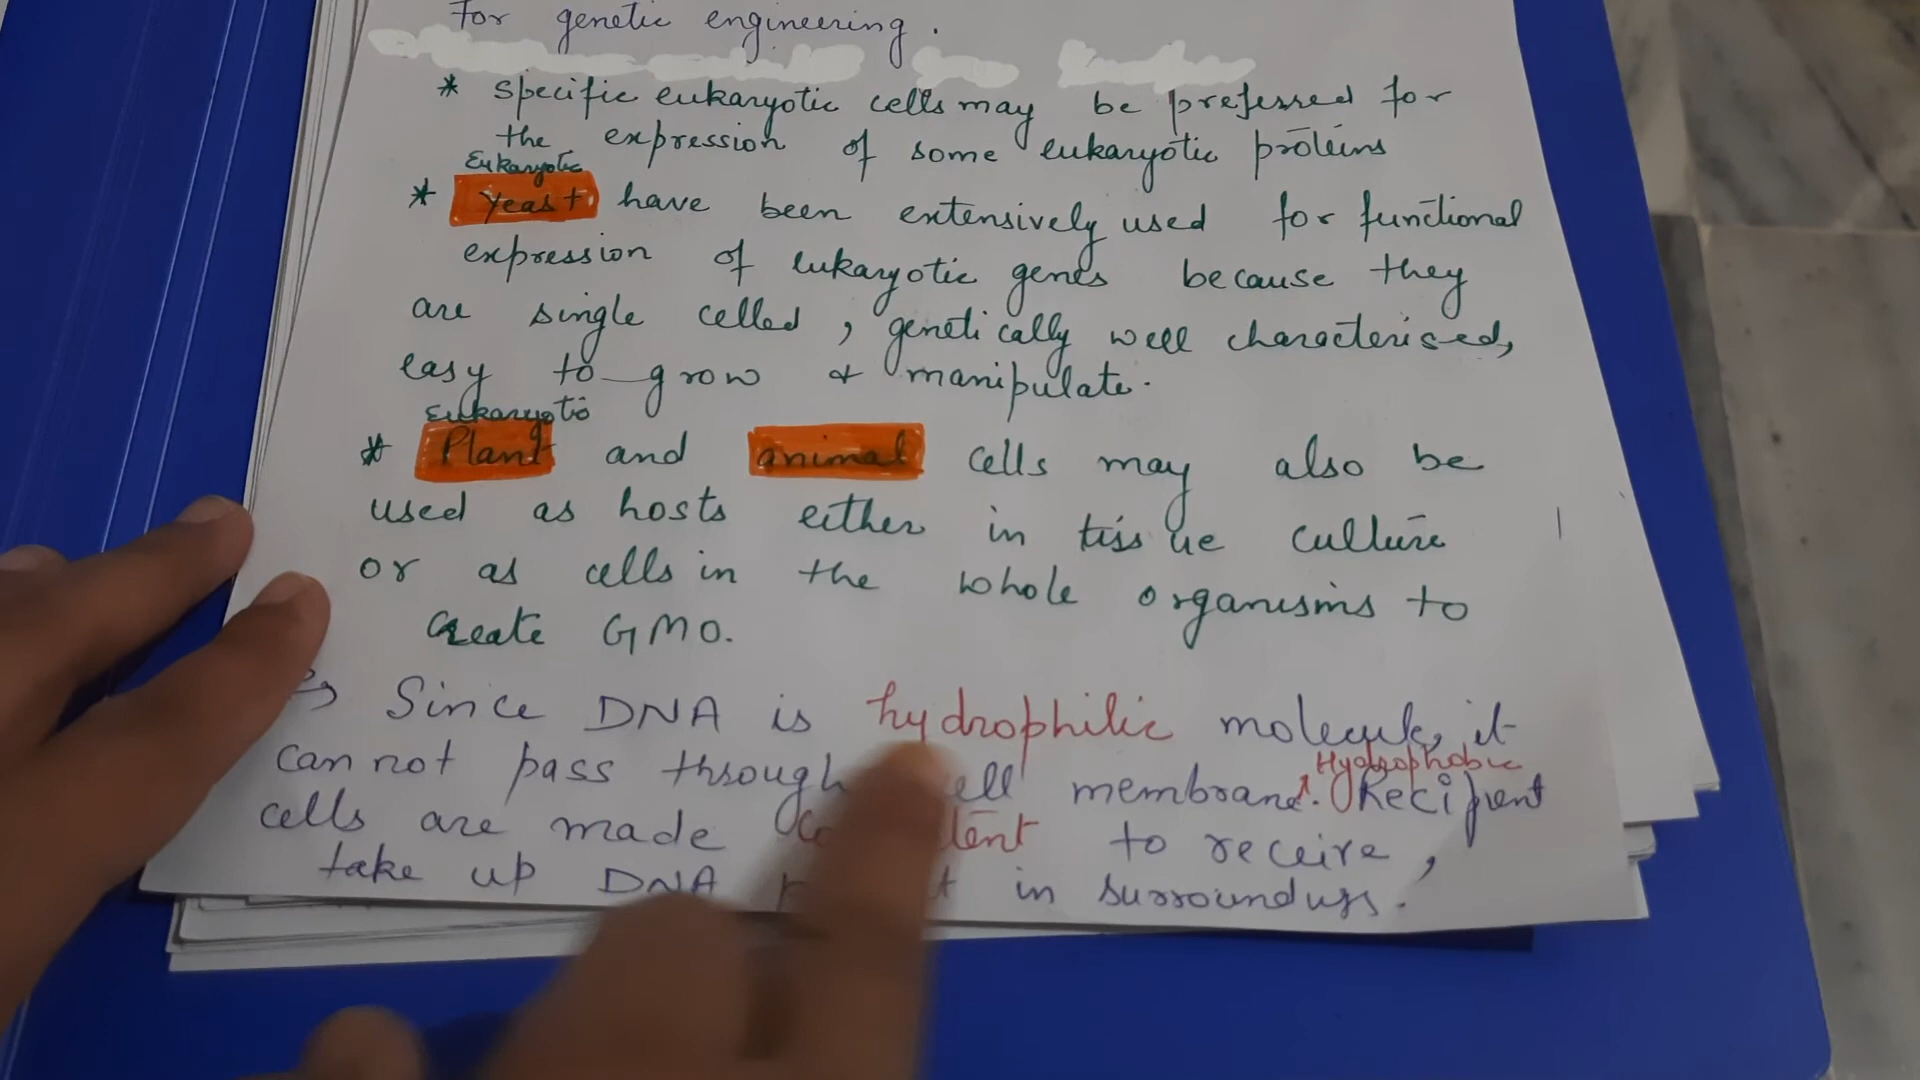 For genetic engineering.
* specific eukaryotic cells may be preferred for
the expression of some eukaryotic proteins
Eukaryotic
* Yeast have been extensively used for functional
expression of eukaryotic genes because they
are single celled, genetically well characterised,
easy to grow & manipulate.
Eukaryotic
* Plant and animal cells may also be
used as hosts either in tissue culture
or as cells in the whole organisms to
create GMO.
Since DNA is hydrophilic molecule, it
cannot pass through membrane. Recipient
Hydrophobic
cells are made to receive,
take up DNA in surroundings.